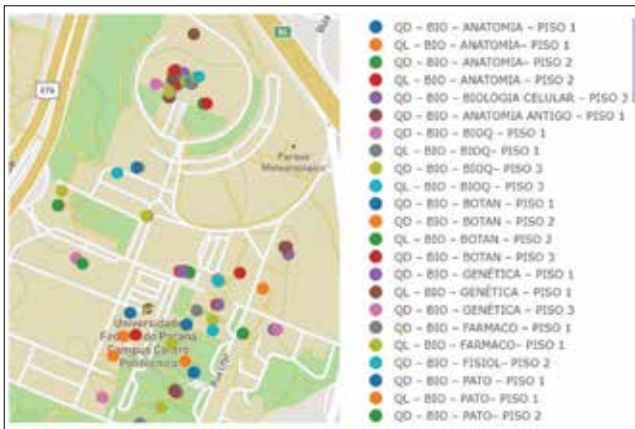 476
Parque
Meteorológico
Universidade
Federal do Paraná
Campus Centro
Politécnico
QD - BIO - ANATOMIA - PISO 1
QL - BIO - ANATOMIA- PISO 1
QD - BIO - ANATOMIA - PISO 2
QL - BIO - ANATOMIA - PISO 2
QD - BIO - BIOLOGIA CELULAR - PISO 3
QD - BIO - ANATOMIA ANTIGO - PISO 1
QD - BIO - BIOQ - PISO 1
QL - BIO - BIOQ- PISO 1
QD - BIO - BIOQ- PISO 3
QL - BIO - BIOQ - PISO 3
QD - BIO - BOTAN - PISO 1
QD - BIO - BOTAN - PISO 2
QL - BIO - BOTAN - PISO 2
QD - BIO - BOTAN - PISO 3
QD - BIO - GENÉTICA - PISO 1
QL - BIO - GENÉTICA - PISO 1
QD - BIO - GENÉTICA - PISO 3
QD - BIO - FARMACO - PISO 1
QL - BIO - FARMACO- PISO 1
QD - BIO - FISIOL - PISO 2
QD - BIO - PATO - PISO 1
QL - BIO - PATO- PISO 1
QD - BIO - PATO- PISO 2